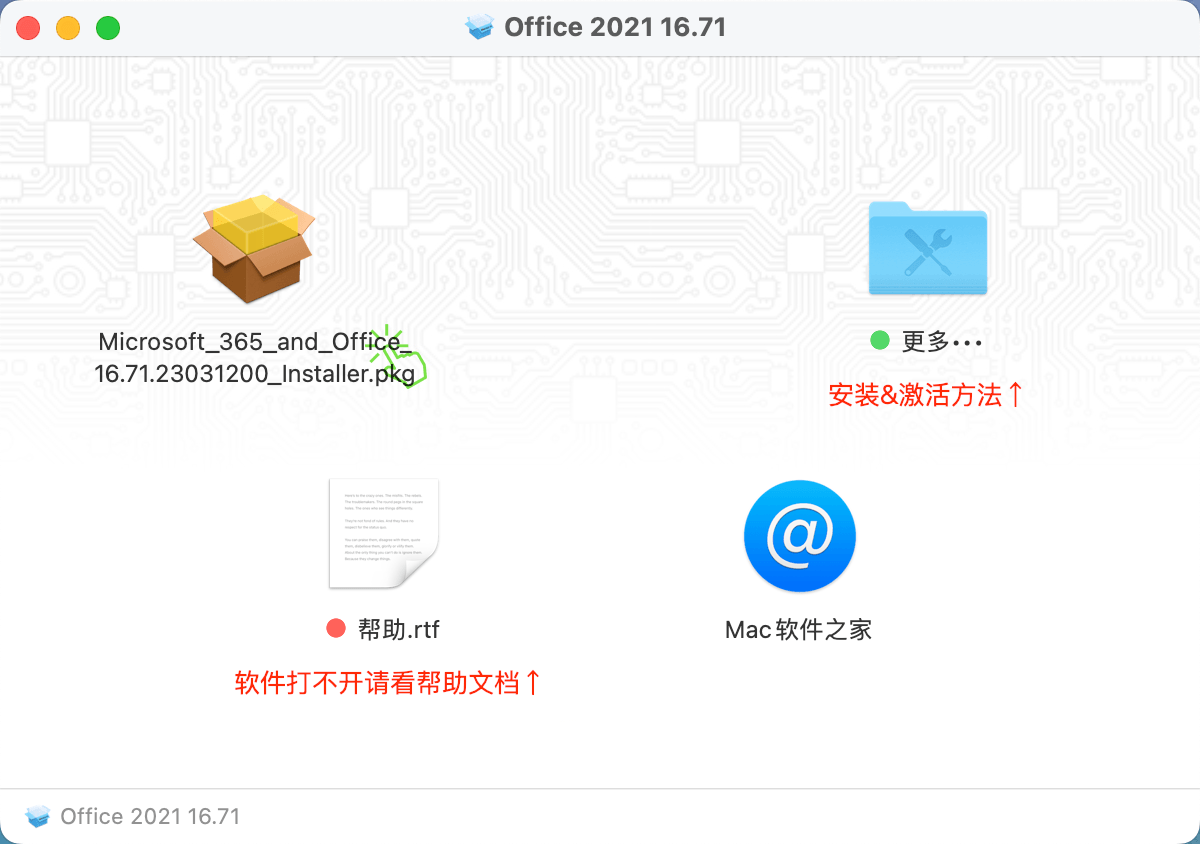 Office 2021 16.71
Microsoft_365_and_Office_
16.71.23031200_Installer.pkg
更多···
安装&激活方法↑
帮助.rtf
软件打不开请看帮助文档↑
Mac软件之家
Office 2021 16.71